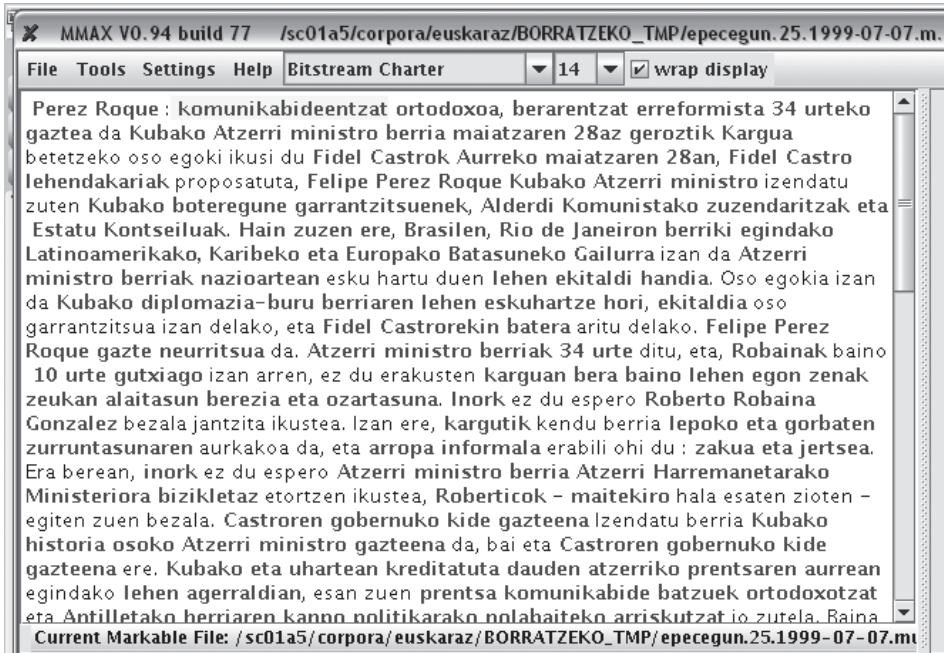 MMAX V0.94 build 77 /sc01a5/corpora/euskaraz/BORRATZEKO_TMP/epecegun.25.1999-07-07.m.
File Tools Settings Help Bitstream Charter 14 wrap display
Perez Roque : komunikabideentzat ortodoxoa, berarentzat erreformista 34 urteko
gaztea da Kubako Atzerri ministro berria maiatzaren 28az geroztik Kargua
betetzeko oso egoki ikusi du Fidel Castrok Aurreko maiatzaren 28an, Fidel Castro
lehendakariak proposatuta, Felipe Perez Roque Kubako Atzerri ministro izendatu
zuten Kubako boteregune garrantzitsuenek, Alderdi Komunistako zuzendaritzak eta
Estatu Kontseiluak. Hain zuzen ere, Brasilen, Rio de Janeiron berriki egindako
Latinoamerikako, Karibeko eta Europako Batasuneko Gailurra izan da Atzerri
ministro berriak nazioartean esku hartu duen lehen ekitaldi handia. Oso egokia izan
da Kubako diplomazia-buru berriaren lehen eskuhartze hori, ekitaldia oso
garrantzitsua izan delako, eta Fidel Castrorekin batera aritu delako. Felipe Perez
Roque gazte neurritsua da. Atzerri ministro berriak 34 urte ditu, eta, Robainak baino
10 urte gutxiago izan arren, ez du erakusten karguan bera baino lehen egon zenak
zeukan alaitasun berezia eta ozartasuna. Inork ez du espero Roberto Robaina
Gonzalez bezala jantzita ikustea. Izan ere, kargutik kendu berria lepoko eta gorbaten
zurruntasunaren aurkakoa da, eta arropa informala erabili ohi du : zakua eta jertsea.
Era berean, inork ez du espero Atzerri ministro berria Atzerri Harremanetarako
Ministeriora bizikletaz etortzen ikustea, Roberticok – maitekiro hala esaten zioten –
egiten zuen bezala. Castroren gobernuko kide gazteena Izendatu berria Kubako
historia osoko Atzerri ministro gazteena da, bai eta Castroren gobernuko kide
gazteena ere. Kubako eta uhartean kreditatuta dauden atzerriko prentsaren aurrean
egindako lehen agerraldian, esan zuen prentsa komunikabide batzuek ortodoxotzat
eta Antilletako herriaren kanpo politikarako nolabaiteko arriskutzat jo zutela. Baina
Current Markable File: /sc01a5/corpora/euskaraz/BORRATZEKO_TMP/epecegun.25.1999-07-07.mu